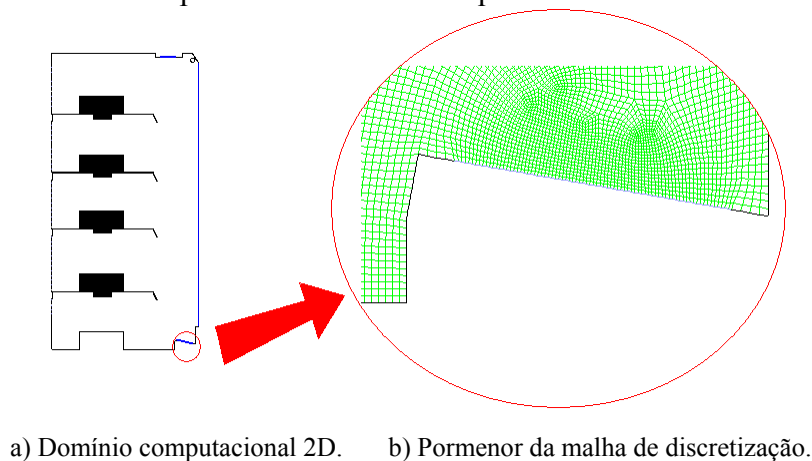 a) Domínio computacional 2D. b) Pormenor da malha de discretização.